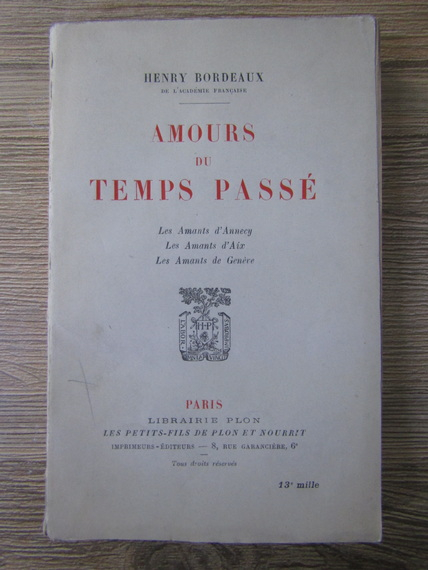 HENRY BORDEAUX
DE L'ACADÉMIE FRANÇAISE
AMOURS
DU
TEMPS PASSÉ
Les Amants d'Annecy
Les Amants d'Aix
Les Amants de Genève
H·P
PARIS
LIBRAIRIE PLON
LES PETITS-FILS DE PLON ET NOURRIT
IMPRIMEURS-ÉDITEURS — 8, RUE GARANCIÈRE, 6e
Tous droits réservés
13e mille